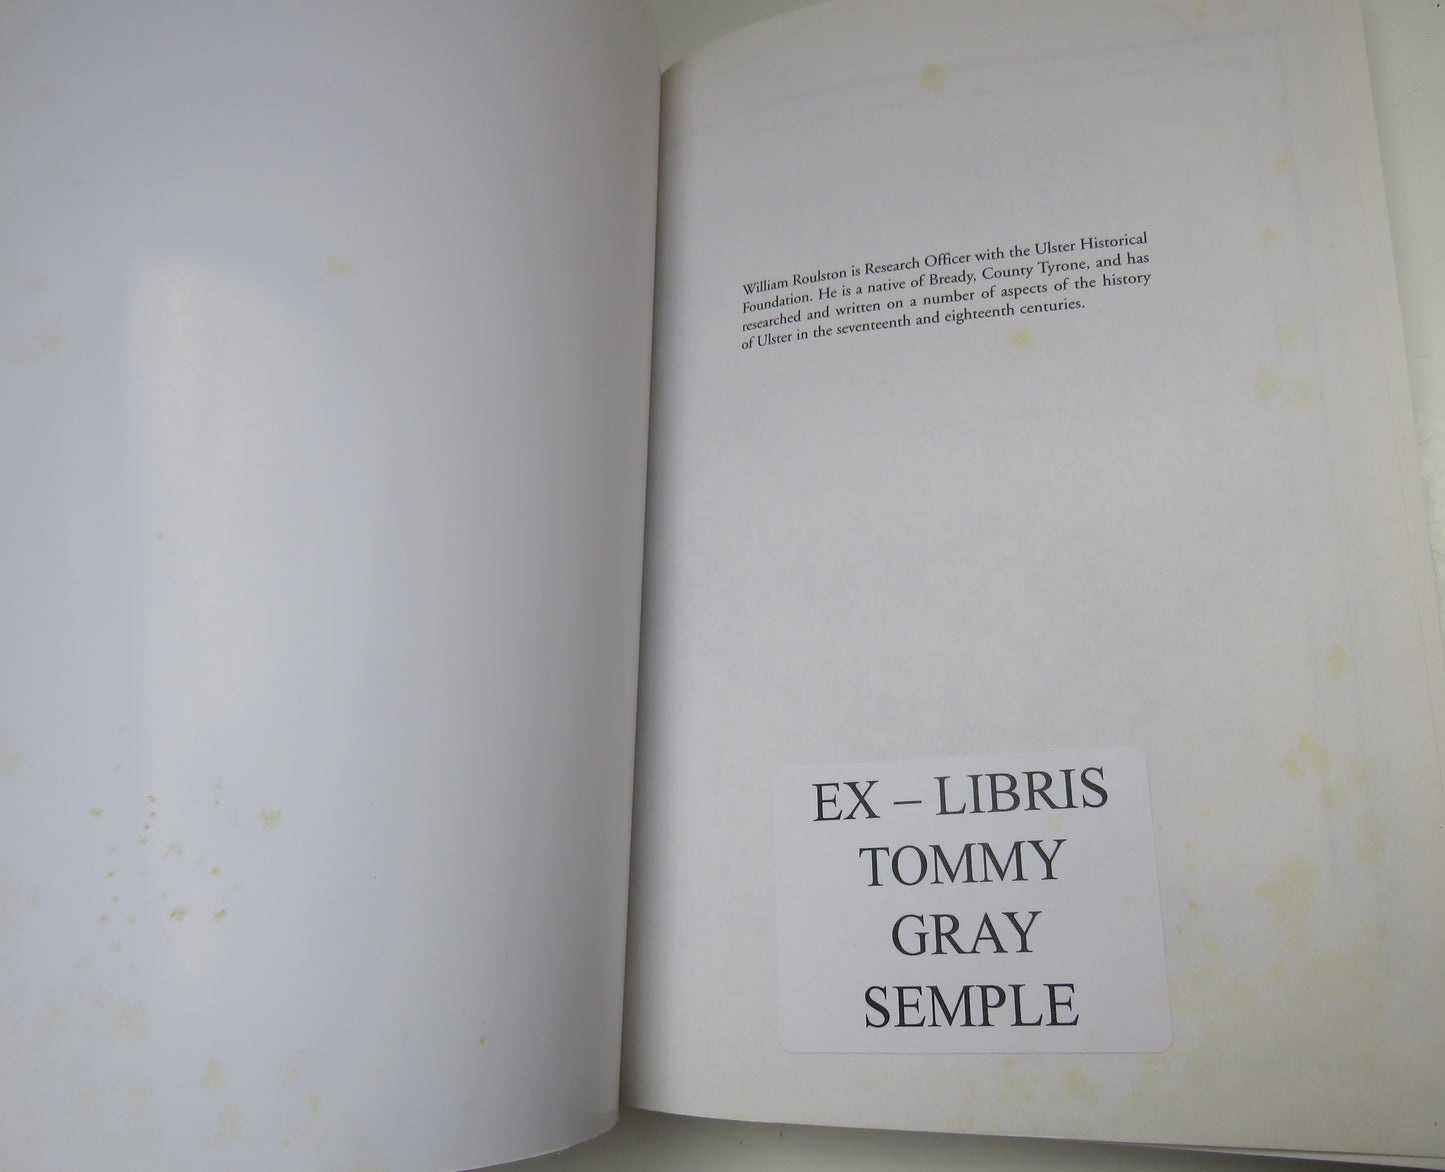 William Roulston is Research Officer with the Ulster Historical
Foundation. He is a native of Bready, County Tyrone, and has
researched and written on a number of aspects of the history
of Ulster in the seventeenth and eighteenth centuries.
EX – LIBRIS
TOMMY
GRAY
SEMPLE